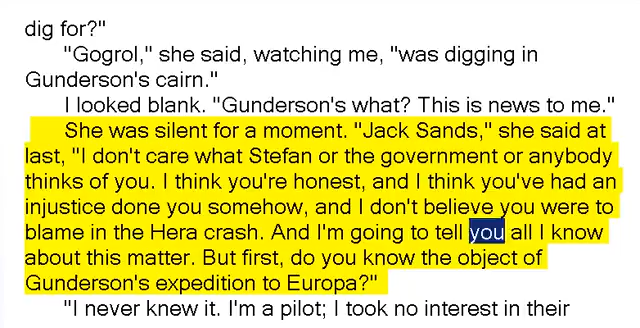 dig for?"
"Gogrol," she said, watching me, "was digging in
Gunderson's cairn."
I looked blank. "Gunderson's what? This is news to me."
She was silent for a moment. "Jack Sands," she said at
last, "I don't care what Stefan or the government or anybody
thinks of you. I think you're honest, and I think you've had an
injustice done you somehow, and I don't believe you were to
blame in the Hera crash. And I'm going to tell you all I know
about this matter. But first, do you know the object of
Gunderson's expedition to Europa?"
"I never knew it. I'm a pilot; I took no interest in their